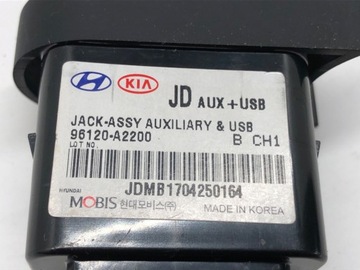 KIA JD AUX+USB
JACK-ASSY AUXILIARY & USB
96120-A2200 B CH1
LOT NO.
JDMB1704250164
HYUNDAI
MOBIS 현대모비스(주) MADE IN KOREA